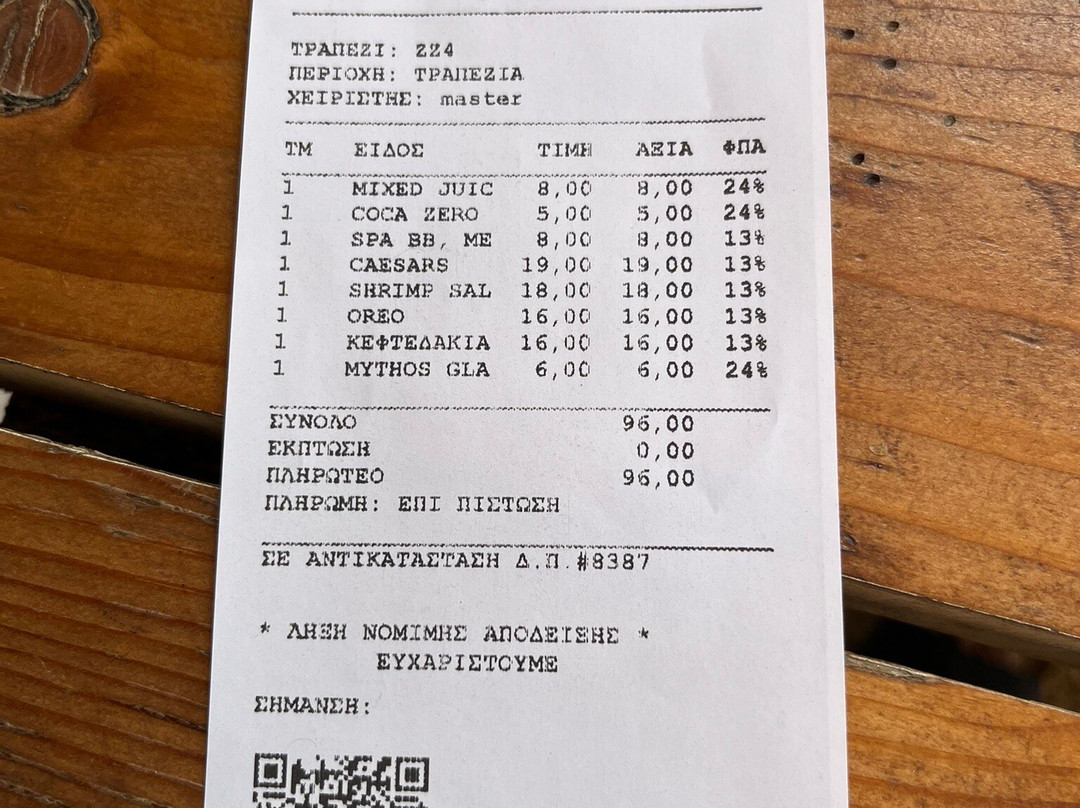 ΤΡΑΠΕΖΙ: 224
ΠΕΡΙΟΧΗ: ΤΡΑΠΕΖΙΑ
ΧΕΙΡΙΣΤΗΣ: master
ΤΜ ΕΙΔΟΣ ΤΙΜΗ ΑΞΙΑ ΦΠΑ
1 MIXED JUIC 8,00 8,00 24%
1 COCA ZERO 5,00 5,00 24%
1 SPA BB, ME 8,00 8,00 13%
1 CAESARS 19,00 19,00 13%
1 SHRIMP SAL 18,00 18,00 13%
1 OREO 16,00 16,00 13%
1 ΚΕΦΤΕΔΑΚΙΑ 16,00 16,00 13%
1 MYTHOS GLA 6,00 6,00 24%
ΣΥΝΟΛΟ 96,00
ΕΚΠΤΩΣΗ 0,00
ΠΛΗΡΩΤΕΟ 96,00
ΠΛΗΡΩΜΗ: ΕΠΙ ΠΙΣΤΩΣΗ
ΣΕ ΑΝΤΙΚΑΤΑΣΤΑΣΗ Δ.Π.#8387
* ΛΗΞΗ ΝΟΜΙΜΗΣ ΑΠΟΔΕΙΞΗΣ *
ΕΥΧΑΡΙΣΤΟΥΜΕ
ΣΗΜΑΝΣΗ: